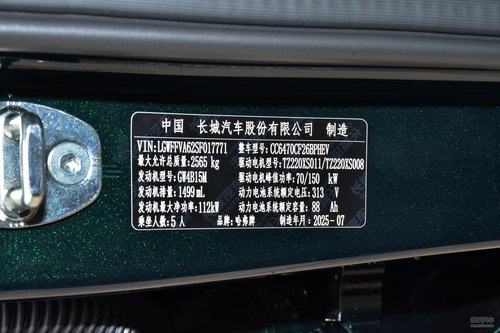 中国 长城汽车股份有限公司 制造
VIN:LGWFFVA62SF017771 整车型号:CC6470CF26BPHEV
最大允许总质量:2565 kg 驱动电机型号:TZ220XS011/TZ220XS008
发动机型号:GW4B15M 驱动电机峰值功率:70/150 kW
发动机排量:1499mL 动力电池系统额定电压:313 V
发动机最大净功率:112kW 动力电池系统额定容量:88 Ah
乘坐人数:5人 品牌:哈弗牌 制造年月:2025-07